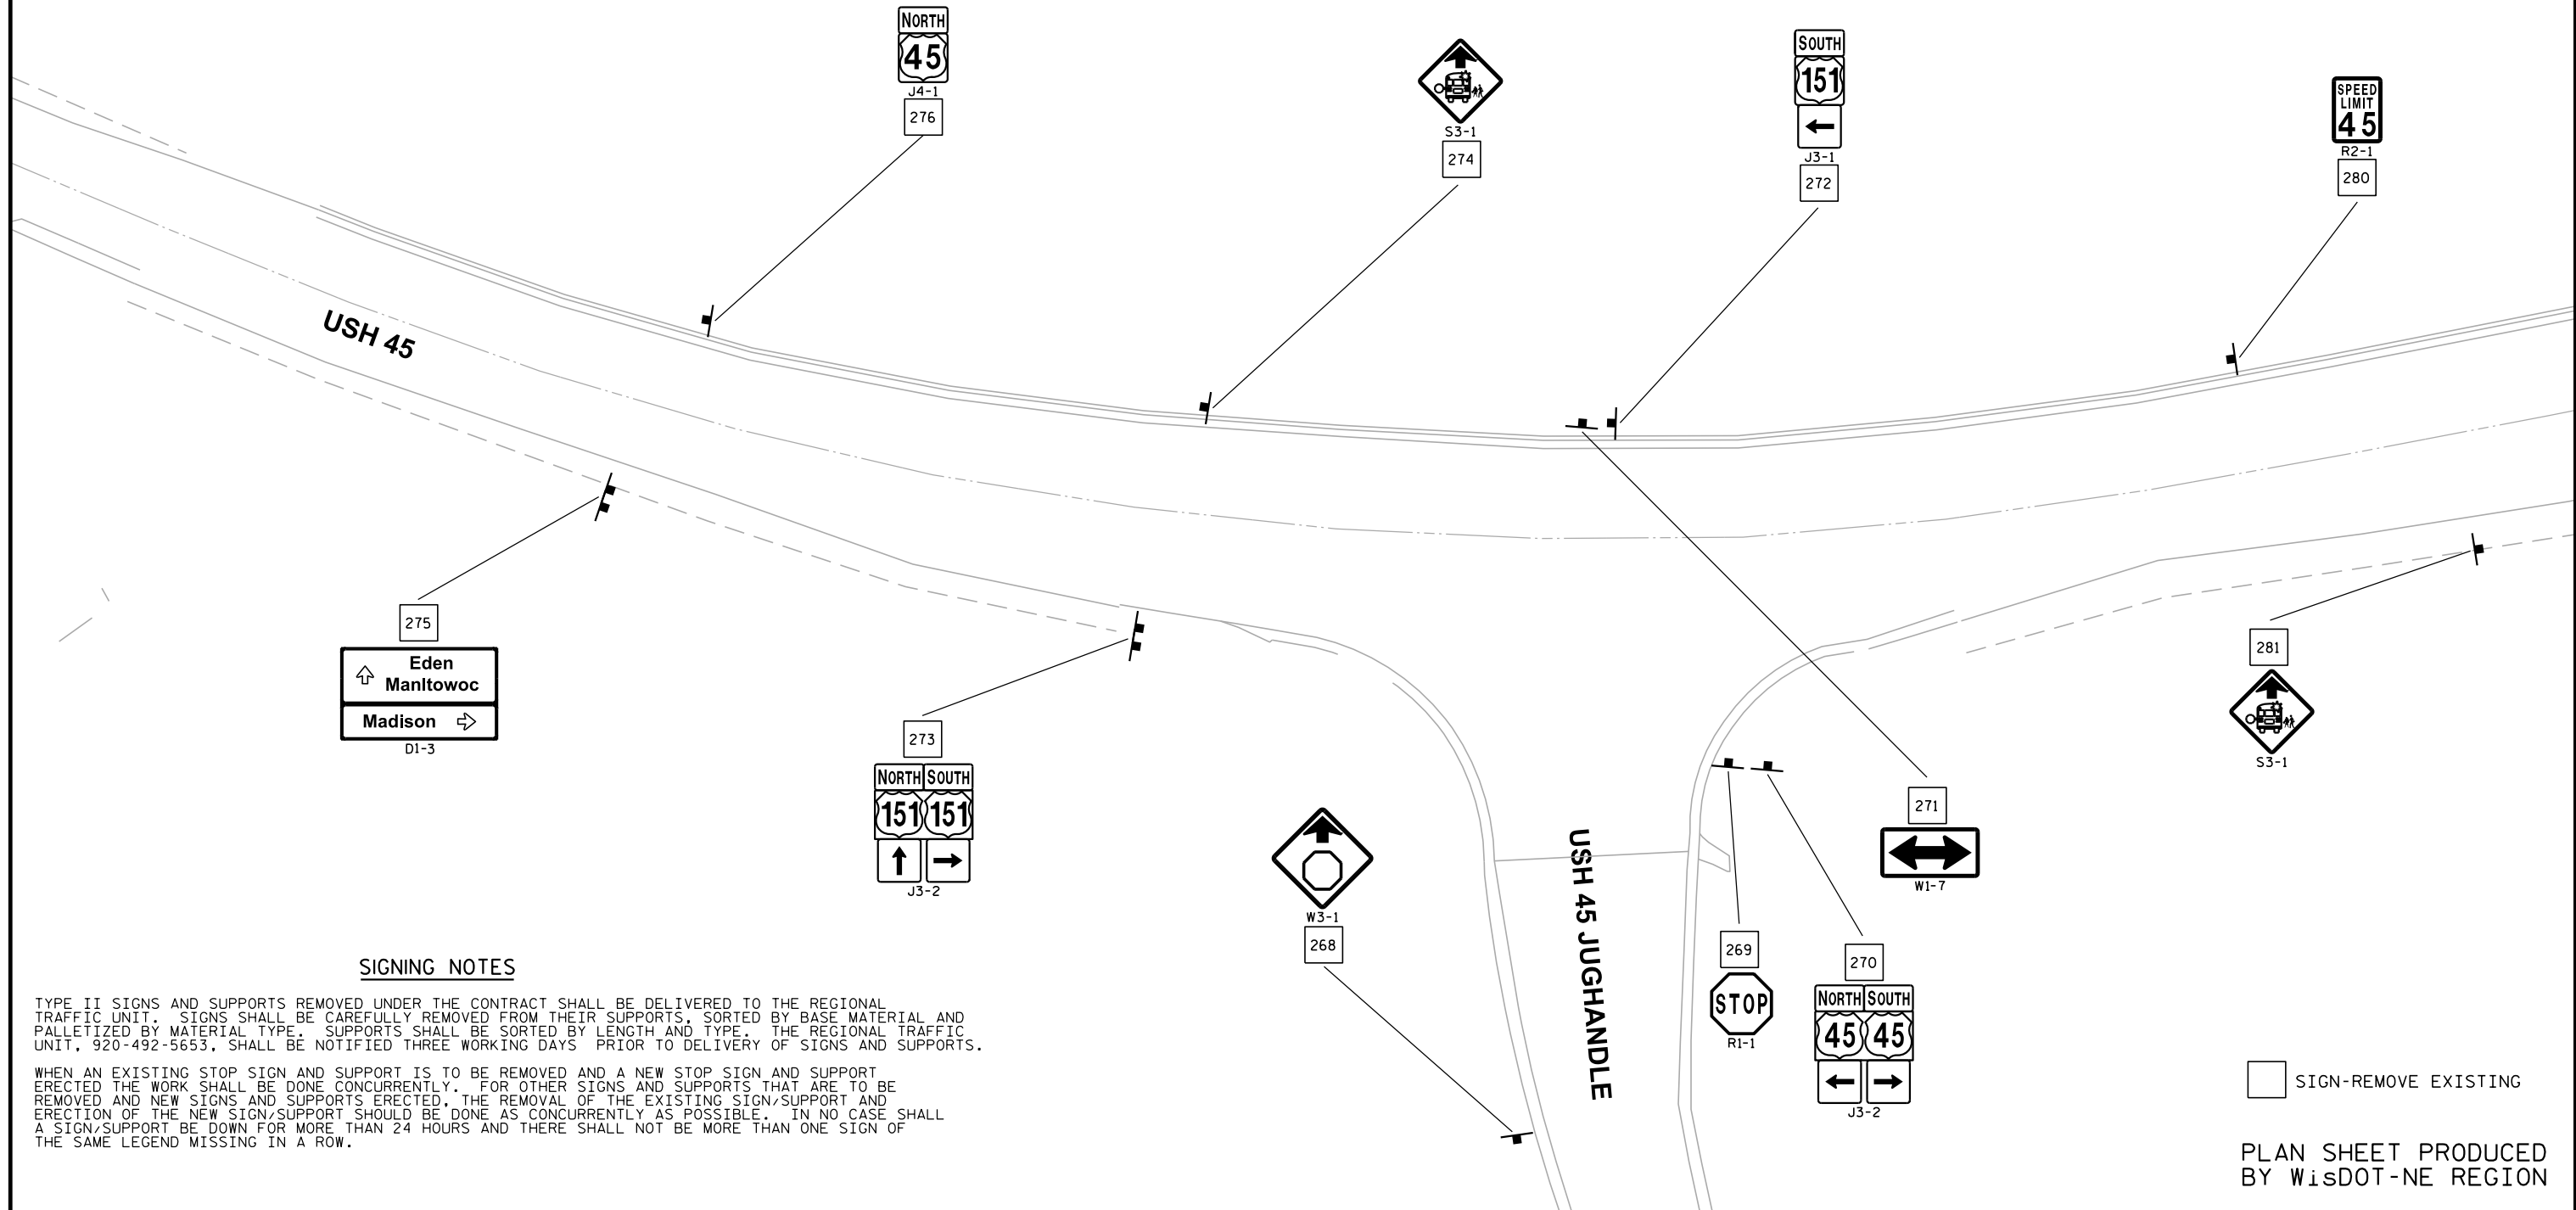 NORTH
45
J4-1
276
S3-1
274
SOUTH
151
J3-1
272
SPEED
LIMIT
45
R2-1
280
USH 45
275
Eden
ManItowoc
Madison
D1-3
273
NORTH SOUTH
151 151
J3-2
W3-1
268
USH 45 JUGHANDLE
269
STOP
R1-1
270
NORTH SOUTH
45 45
J3-2
271
W1-7
281
S3-1
SIGNING NOTES
TYPE II SIGNS AND SUPPORTS REMOVED UNDER THE CONTRACT SHALL BE DELIVERED TO THE REGIONAL
TRAFFIC UNIT. SIGNS SHALL BE CAREFULLY REMOVED FROM THEIR SUPPORTS, SORTED BY BASE MATERIAL AND
PALLETIZED BY MATERIAL TYPE. SUPPORTS SHALL BE SORTED BY LENGTH AND TYPE. THE REGIONAL TRAFFIC
UNIT, 920-492-5653, SHALL BE NOTIFIED THREE WORKING DAYS PRIOR TO DELIVERY OF SIGNS AND SUPPORTS.
WHEN AN EXISTING STOP SIGN AND SUPPORT IS TO BE REMOVED AND A NEW STOP SIGN AND SUPPORT
ERECTED THE WORK SHALL BE DONE CONCURRENTLY. FOR OTHER SIGNS AND SUPPORTS THAT ARE TO BE
REMOVED AND NEW SIGNS AND SUPPORTS ERECTED, THE REMOVAL OF THE EXISTING SIGN/SUPPORT AND
ERECTION OF THE NEW SIGN/SUPPORT SHOULD BE DONE AS CONCURRENTLY AS POSSIBLE. IN NO CASE SHALL
A SIGN/SUPPORT BE DOWN FOR MORE THAN 24 HOURS AND THERE SHALL NOT BE MORE THAN ONE SIGN OF
THE SAME LEGEND MISSING IN A ROW.
SIGN-REMOVE EXISTING
PLAN SHEET PRODUCED
BY WisDOT-NE REGION